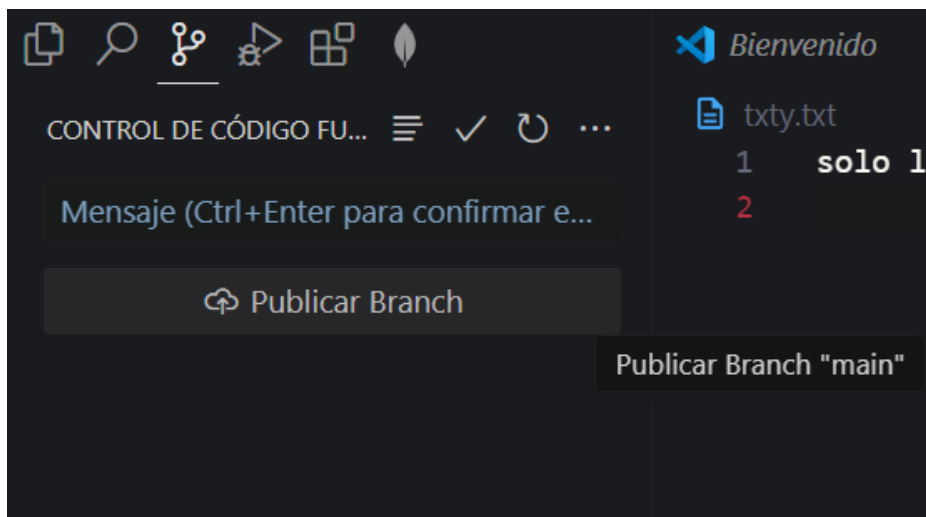 Bienvenido
CONTROL DE CÓDIGO FU...
txty.txt
1 solo l
Mensaje (Ctrl+Enter para confirmar e...
2
Publicar Branch
Publicar Branch "main"